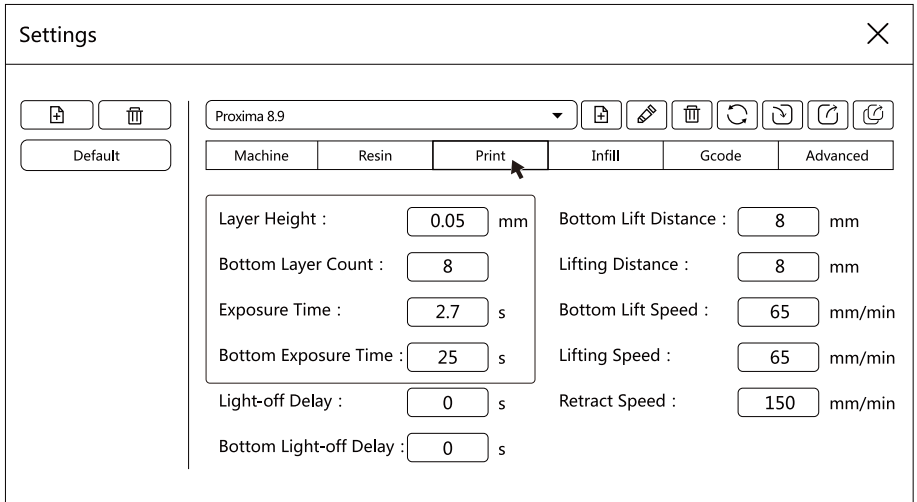 Settings
Proxima 8.9
Default
Machine Resin Print Infill Gcode Advanced
Layer Height : 0.05 mm
Bottom Layer Count : 8
Exposure Time : 2.7 s
Bottom Exposure Time : 25 s
Light-off Delay : 0 s
Bottom Light-off Delay : 0 s
Bottom Lift Distance : 8 mm
Lifting Distance : 8 mm
Bottom Lift Speed : 65 mm/min
Lifting Speed : 65 mm/min
Retract Speed : 150 mm/min